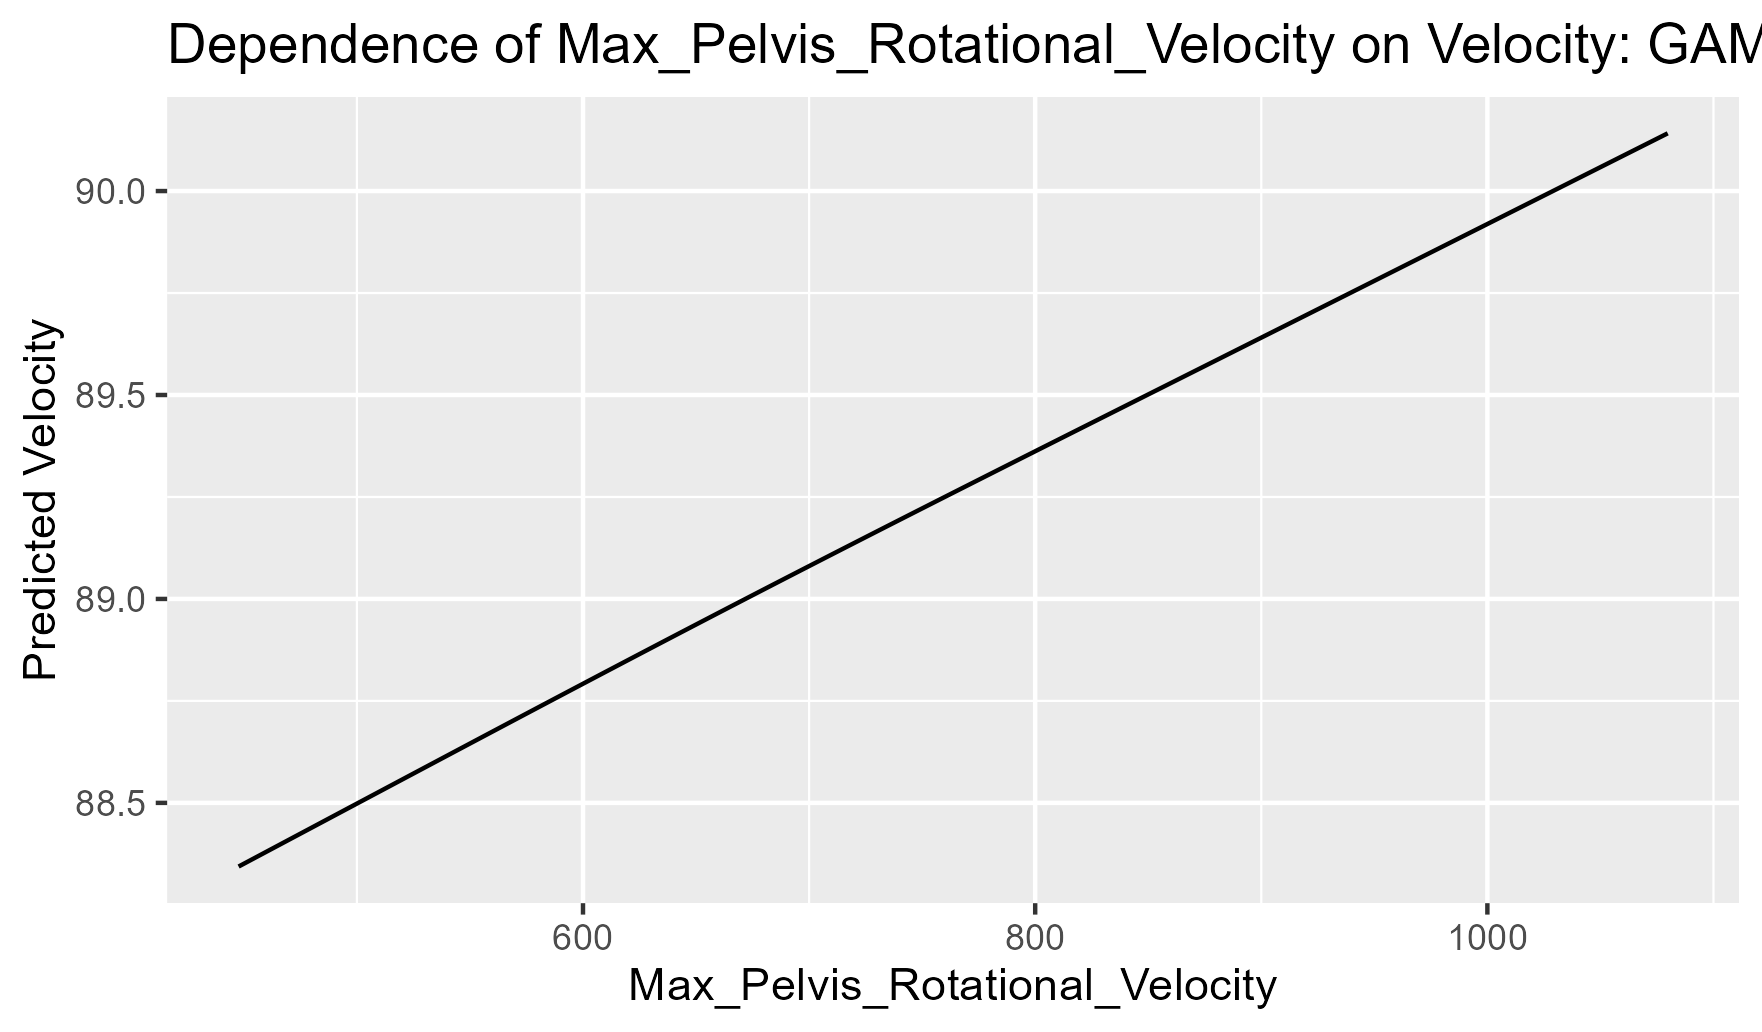 Dependence of Max_Pelvis_Rotational_Velocity on Velocity: GAM
90.0
89.5
89.0
88.5
Predicted Velocity
600 800 1000
Max_Pelvis_Rotational_Velocity